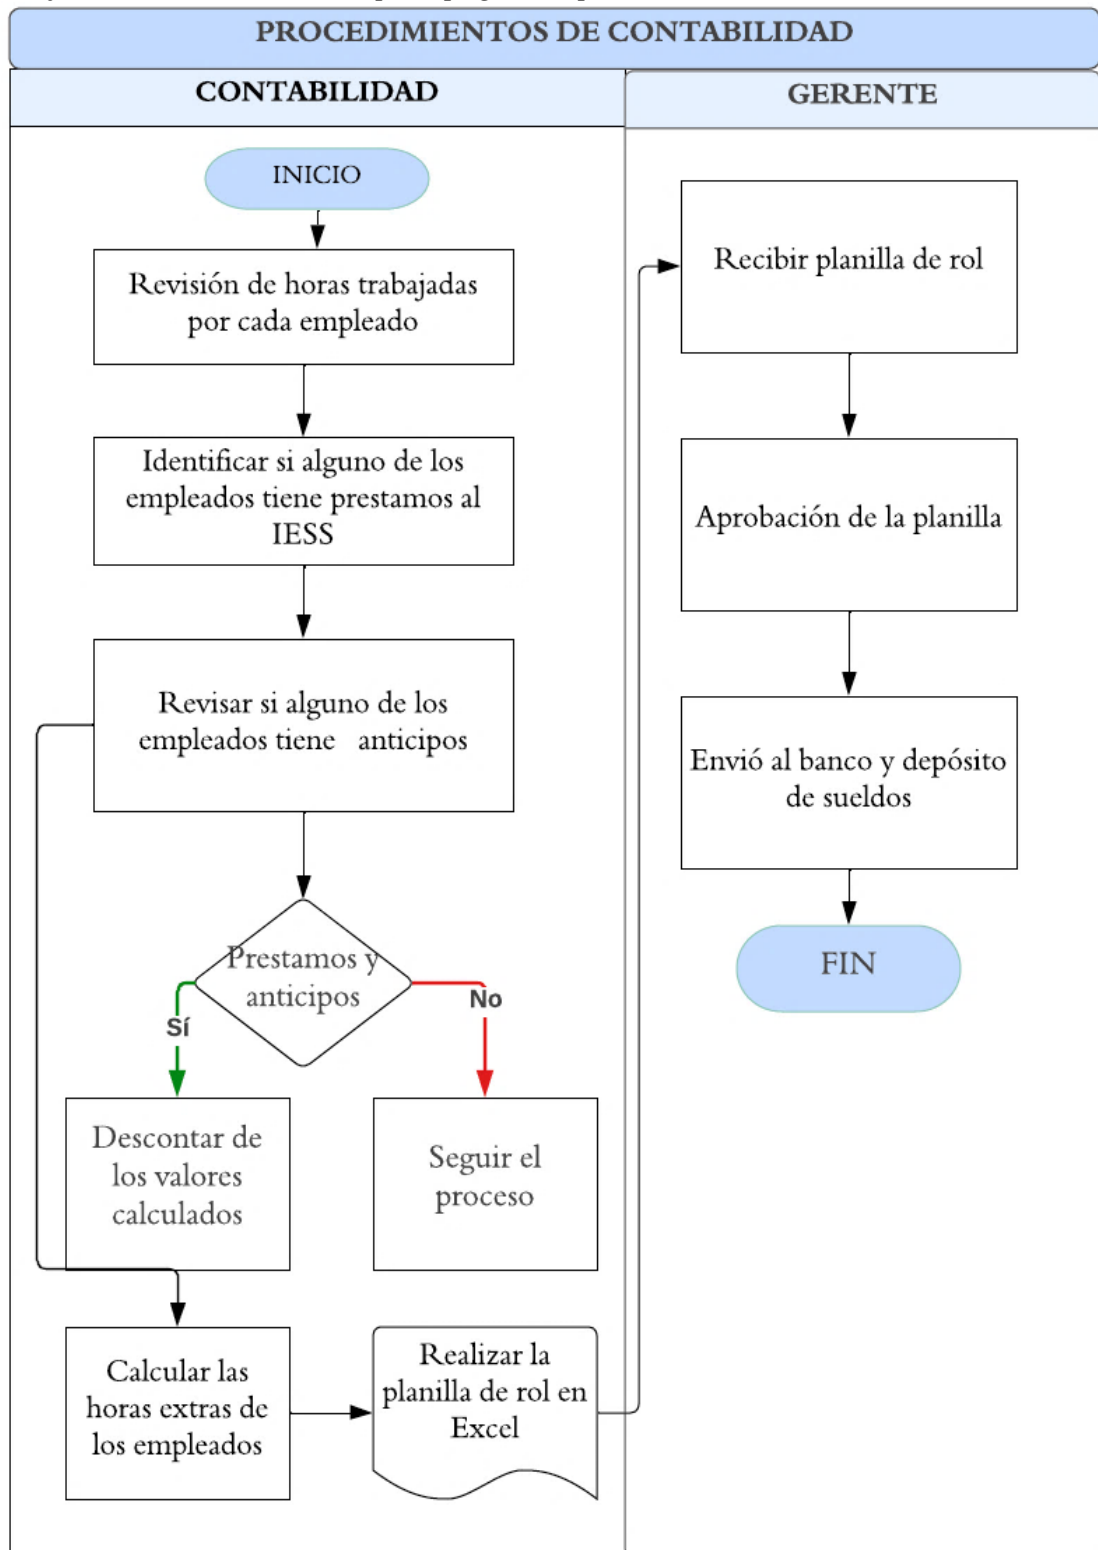 PROCEDIMIENTOS DE CONTABILIDAD
CONTABILIDAD
GERENTE
INICIO
Revisión de horas trabajadas
por cada empleado
Identificar si alguno de los
empleados tiene prestamos al
IESS
Revisar si alguno de los
empleados tiene anticipos
Prestamos y
anticipos
Sí
No
Descontar de
los valores
calculados
Seguir el
proceso
Calcular las
horas extras de
los empleados
Realizar la
planilla de rol en
Excel
Recibir planilla de rol
Aprobación de la planilla
Envió al banco y depósito
de sueldos
FIN